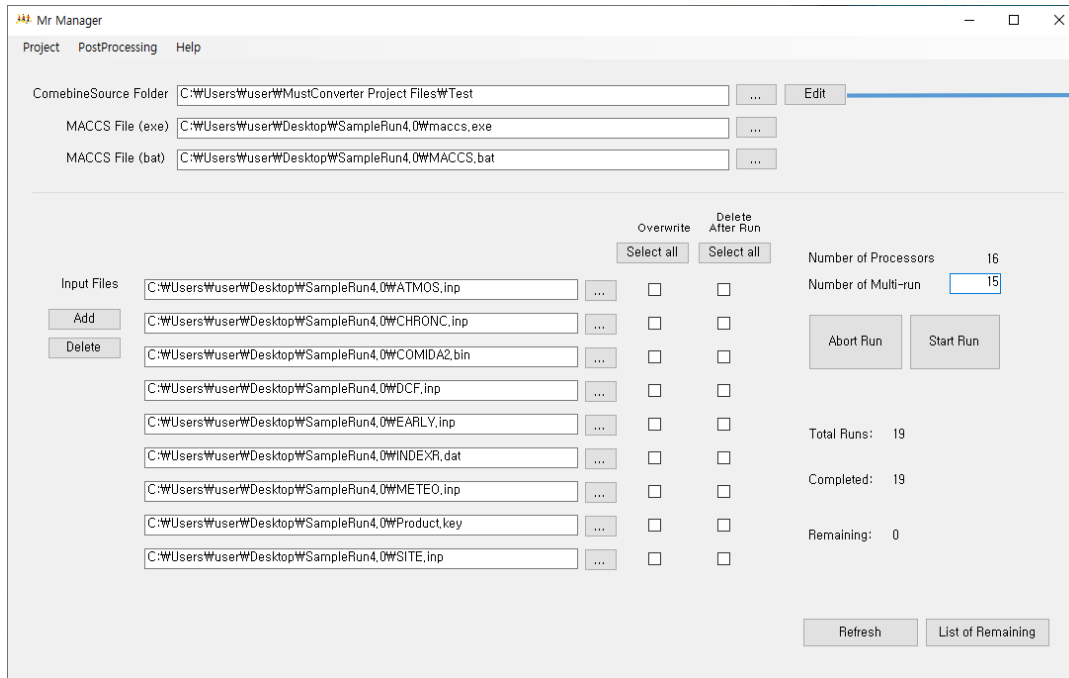 Mr Manager
Project PostProcessing Help
ComebineSource Folder C:₩Users₩user₩MustConverter Project Files₩Test ... Edit
MACCS File (exe) C:₩Users₩user₩Desktop₩SampleRun4,0₩maccs,exe ...
MACCS File (bat) C:₩Users₩user₩Desktop₩SampleRun4,0₩MACCS,bat ...
Overwrite Delete After Run
Select all Select all
Number of Processors 16
Input Files C:₩Users₩user₩Desktop₩SampleRun4,0₩ATMOS,inp ... Number of Multi-run 15
Add C:₩Users₩user₩Desktop₩SampleRun4,0₩CHRONC,inp ...
Abort Run Start Run
Delete C:₩Users₩user₩Desktop₩SampleRun4,0₩COMIDA2,bin ...
C:₩Users₩user₩Desktop₩SampleRun4,0₩DCF,inp ...
C:₩Users₩user₩Desktop₩SampleRun4,0₩EARLY,inp ...
Total Runs: 19
C:₩Users₩user₩Desktop₩SampleRun4,0₩INDEXR,dat ...
Completed: 19
C:₩Users₩user₩Desktop₩SampleRun4,0₩METEO,inp ...
C:₩Users₩user₩Desktop₩SampleRun4,0₩Product,key ...
Remaining: 0
C:₩Users₩user₩Desktop₩SampleRun4,0₩SITE,inp ...
Refresh List of Remaining